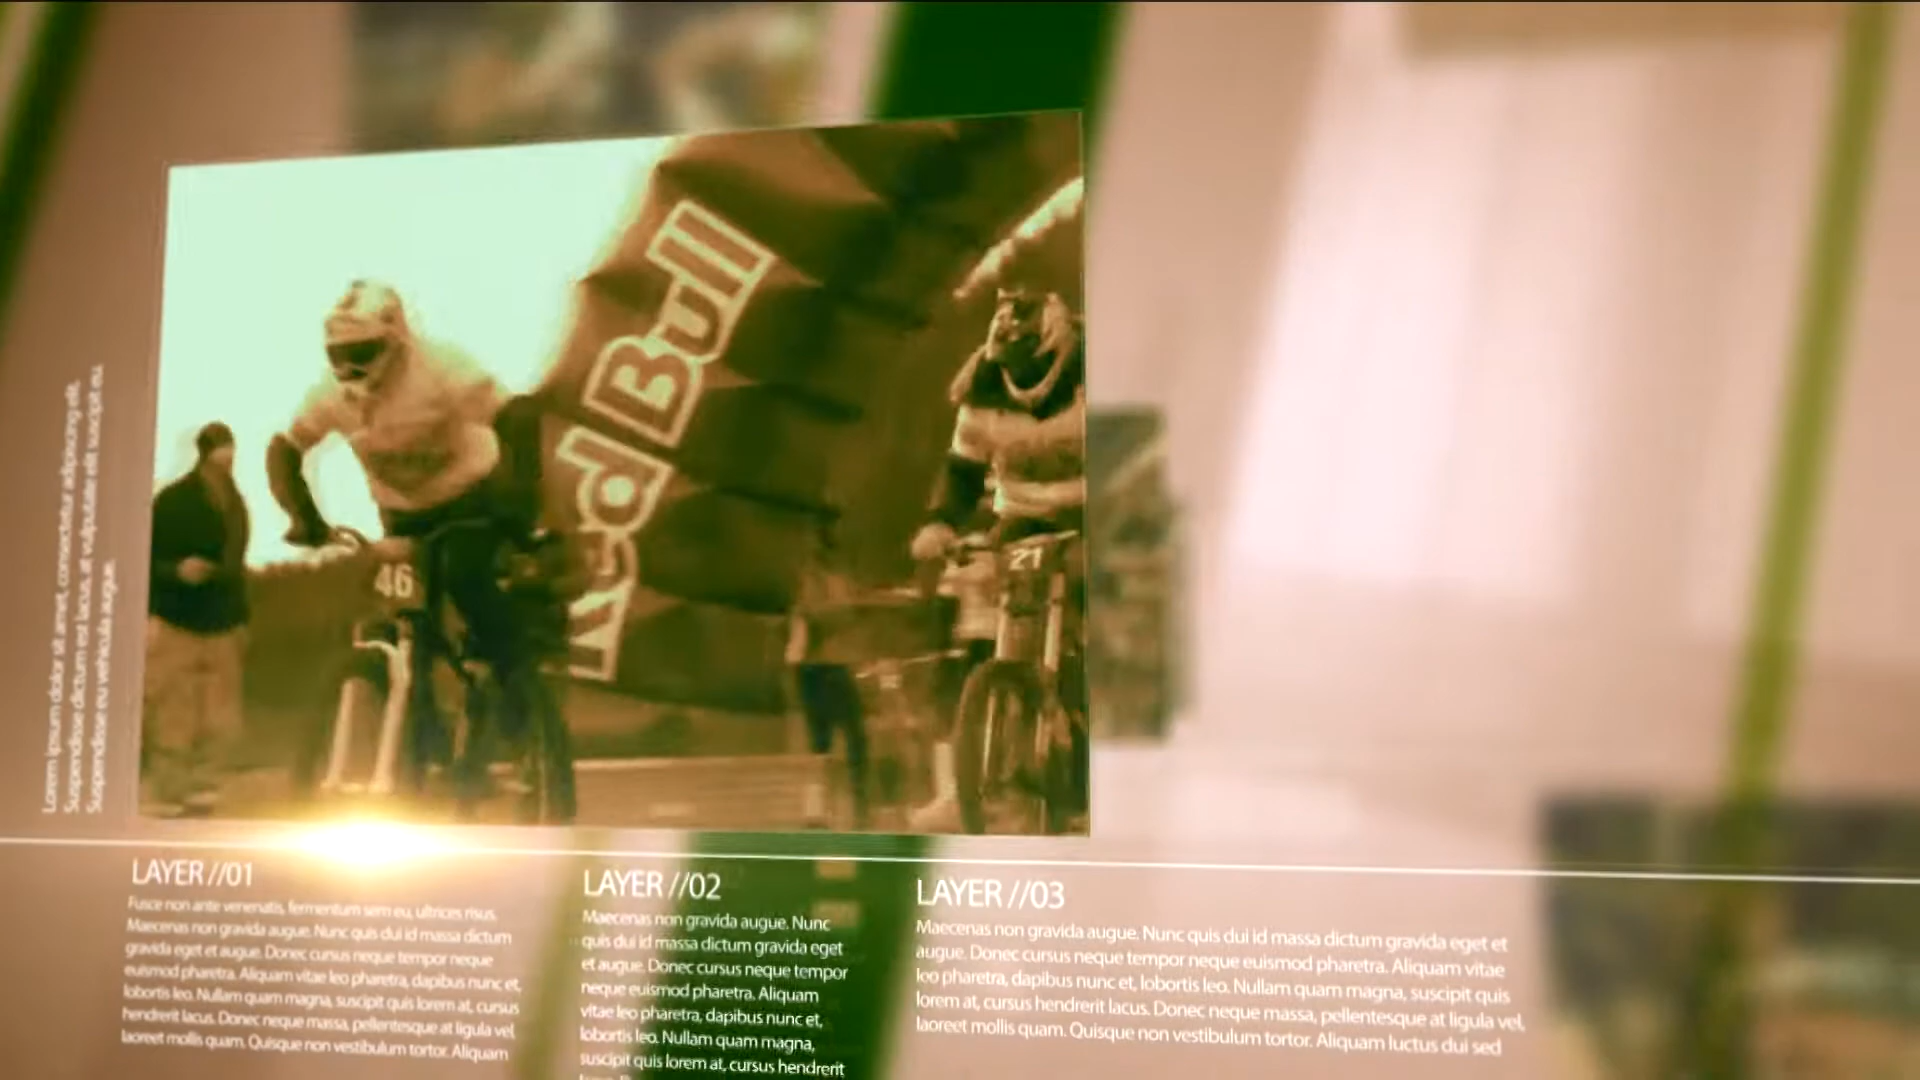 Red Bull
46
21
Lorem ipsum dolor sit amet, consectetur adipiscing elit.
Suspendisse dictum est lacus, at vulputate elit suscipit eu.
Suspendisse eu vehicula augue.
LAYER //01
Fusce non ante venenatis, fermentum sem eu, ultrices risus.
Maecenas non gravida augue. Nunc quis dui id massa dictum
gravida eget et augue. Donec cursus neque tempor neque
euismod pharetra. Aliquam vitae leo pharetra, dapibus nunc et,
lobortis leo. Nullam quam magna, suscipit quis lorem at, cursus
hendrerit lacus. Donec neque massa, pellentesque at ligula vel,
laoreet mollis quam. Quisque non vestibulum tortor. Aliquam
LAYER //02
Maecenas non gravida augue. Nunc
quis dui id massa dictum gravida eget
et augue. Donec cursus neque tempor
neque euismod pharetra. Aliquam
vitae leo pharetra, dapibus nunc et,
lobortis leo. Nullam quam magna,
suscipit quis lorem at, cursus hendrerit
LAYER //03
Maecenas non gravida augue. Nunc quis dui id massa dictum gravida eget et
augue. Donec cursus neque tempor neque euismod pharetra. Aliquam vitae
leo pharetra, dapibus nunc et, lobortis leo. Nullam quam magna, suscipit quis
lorem at, cursus hendrerit lacus. Donec neque massa, pellentesque at ligula vel,
laoreet mollis quam. Quisque non vestibulum tortor. Aliquam luctus dui sed